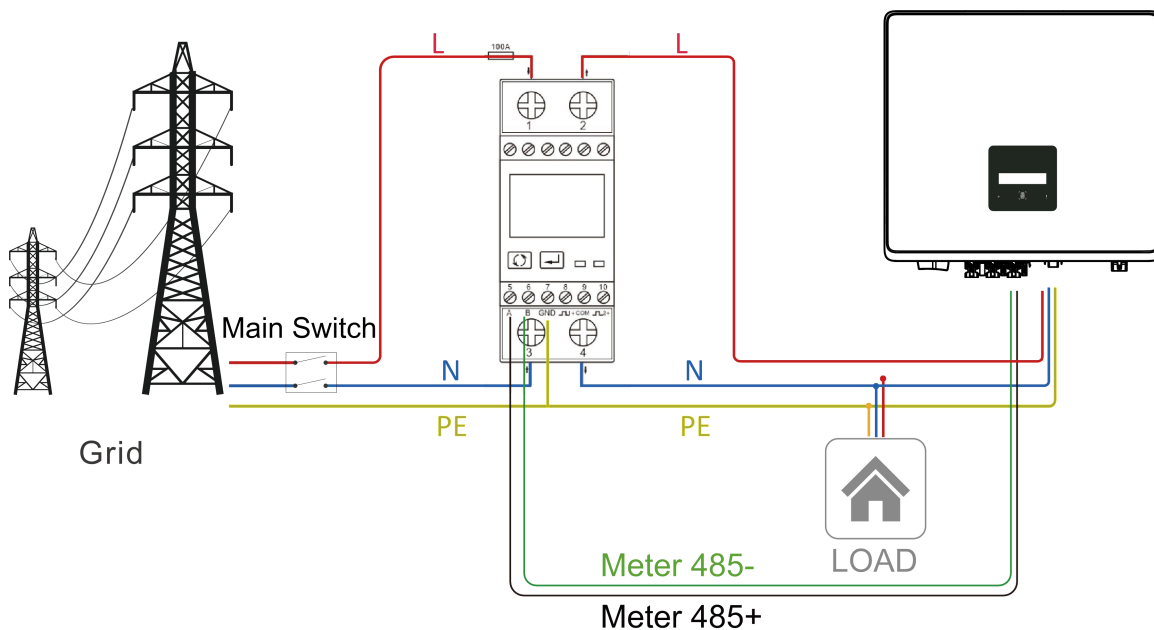 L
100A
L
1
2
Main Switch
5 6 7 8 9 10
A B GND + COM 2+
3
4
N
N
PE
PE
Grid
LOAD
Meter 485-
Meter 485+